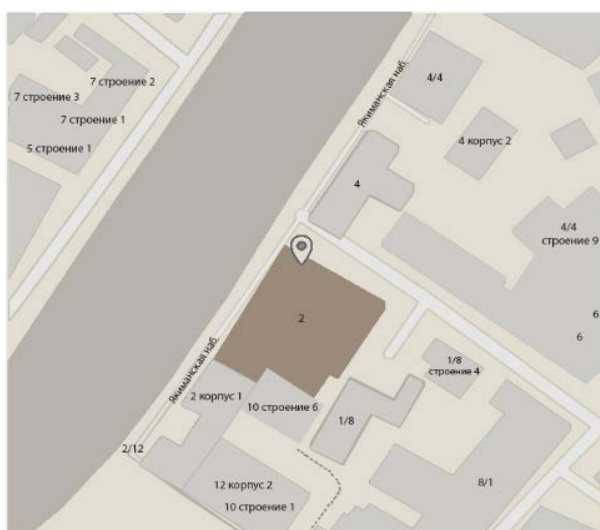 7 строение 2
7 строение 3
7 строение 1
5 строение 1
4/4
Якиманская наб.
4 корпус 2
4
4/4
строение 9
6
6
2
1/8
строение 4
Якиманская наб.
2 корпус 1
10 строение 6
1/8
2/12
12 корпус 2
10 строение 1
8/1